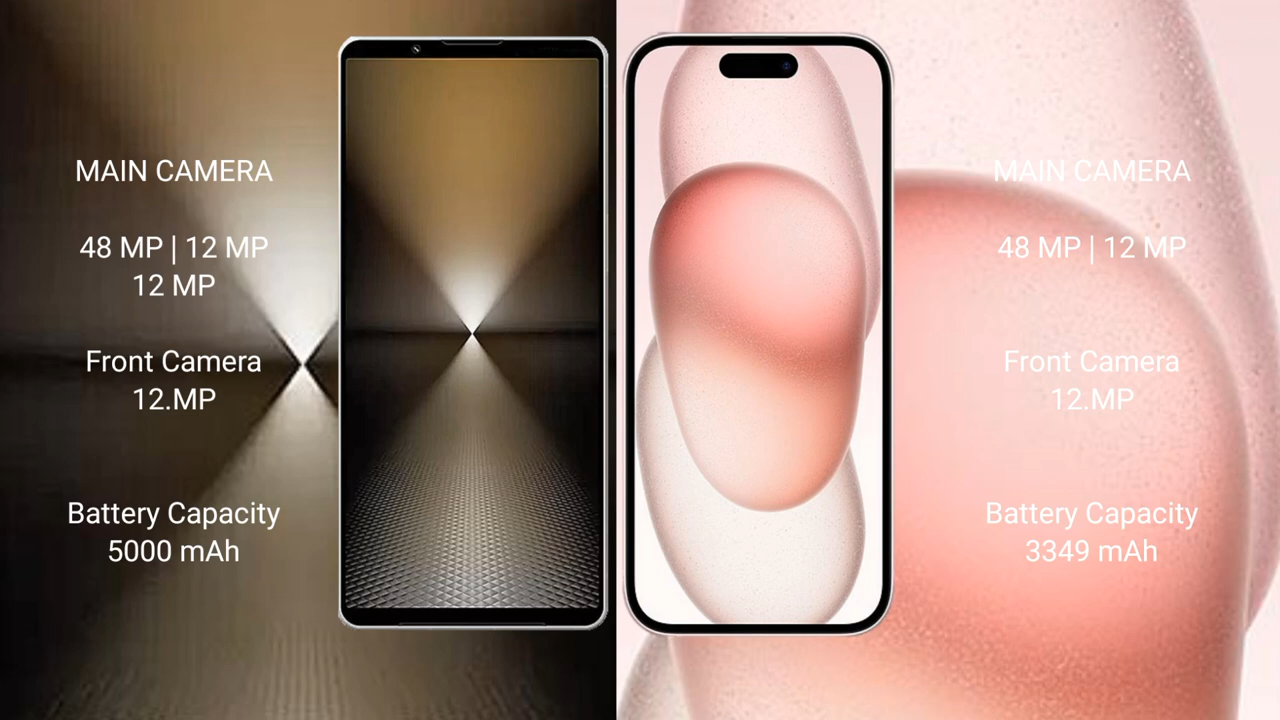 MAIN CAMERA
48 MP | 12 MP
12 MP
Front Camera
12.MP
Battery Capacity
5000 mAh
MAIN CAMERA
48 MP | 12 MP
Front Camera
12.MP
Battery Capacity
3349 mAh